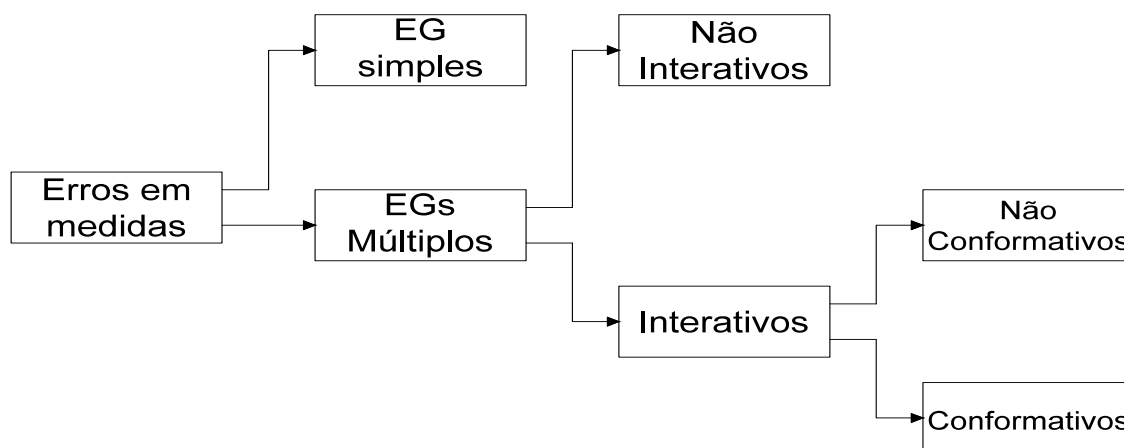 EG
simples
Não
Interativos
Erros em
medidas
EGs
Múltiplos
Não
Conformativos
Interativos
Conformativos